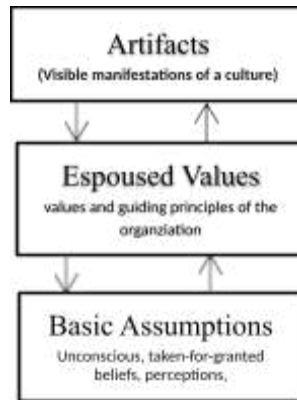 Artifacts
(Visible manifestations of a culture)
Espoused Values
values and guiding principles of the
organziation
Basic Assumptions
Unconscious, taken-for-granted
beliefs, perceptions,